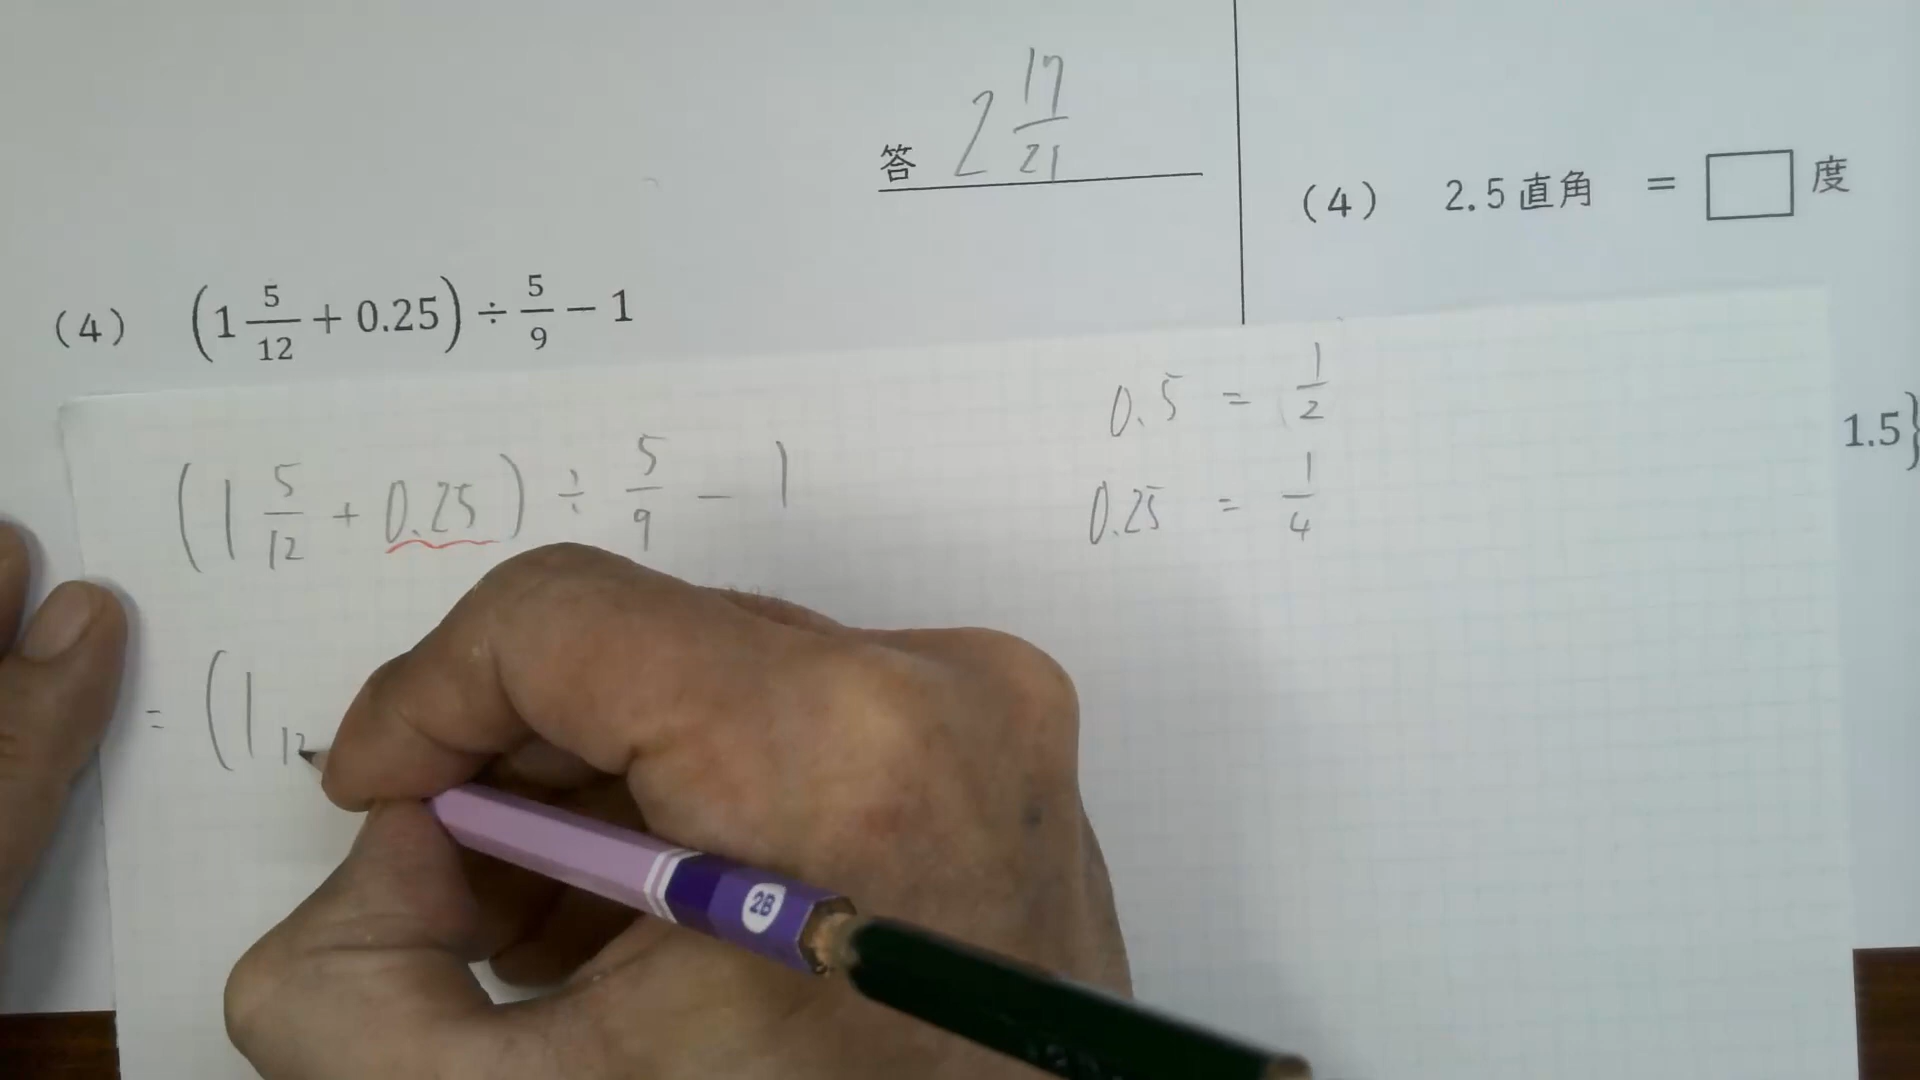 答 2 17/21
(4) 2.5直角 = □ 度
(4) (1 5/12 + 0.25) ÷ 5/9 − 1
1.5}
(1 5/12 + 0.25) ÷ 5/9 − 1
0.5 = 1/2
0.25 = 1/4
= (1 12
2B